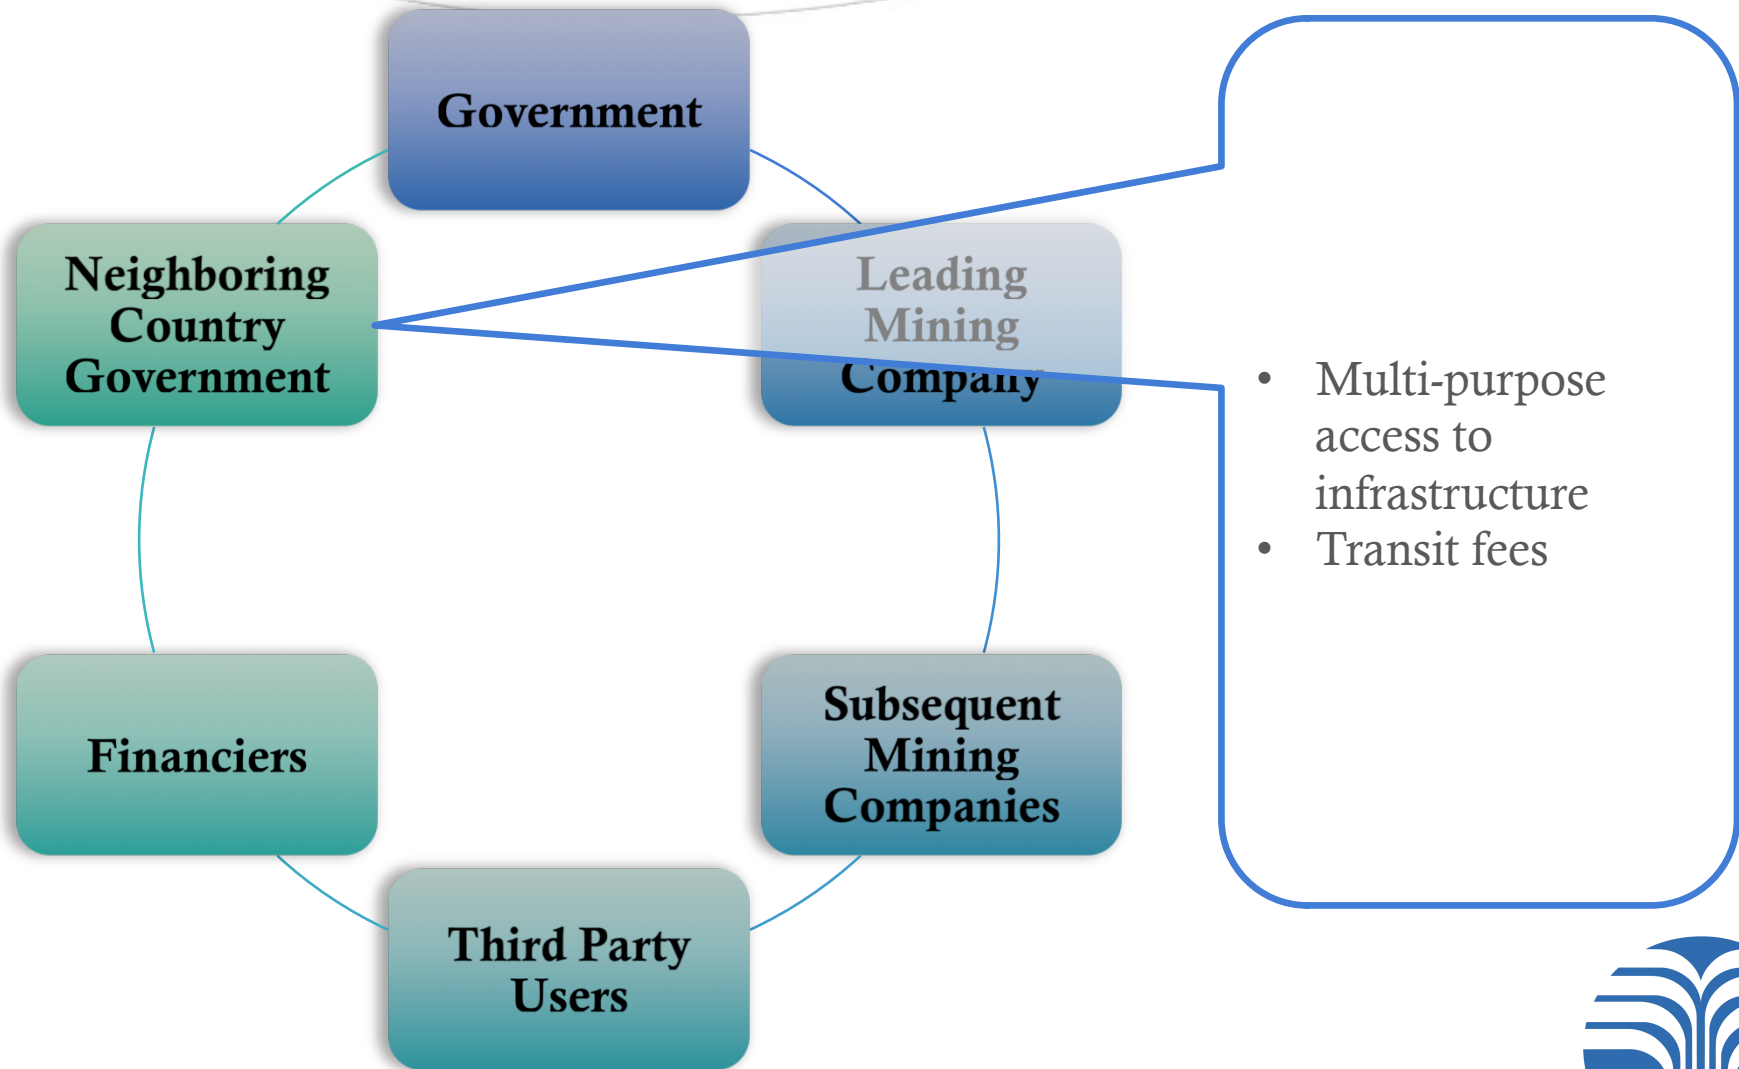 Government
Neighboring
Country
Government
Leading
Mining
Company
• Multi-purpose
access to
infrastructure
• Transit fees
Financiers
Subsequent
Mining
Companies
Third Party
Users